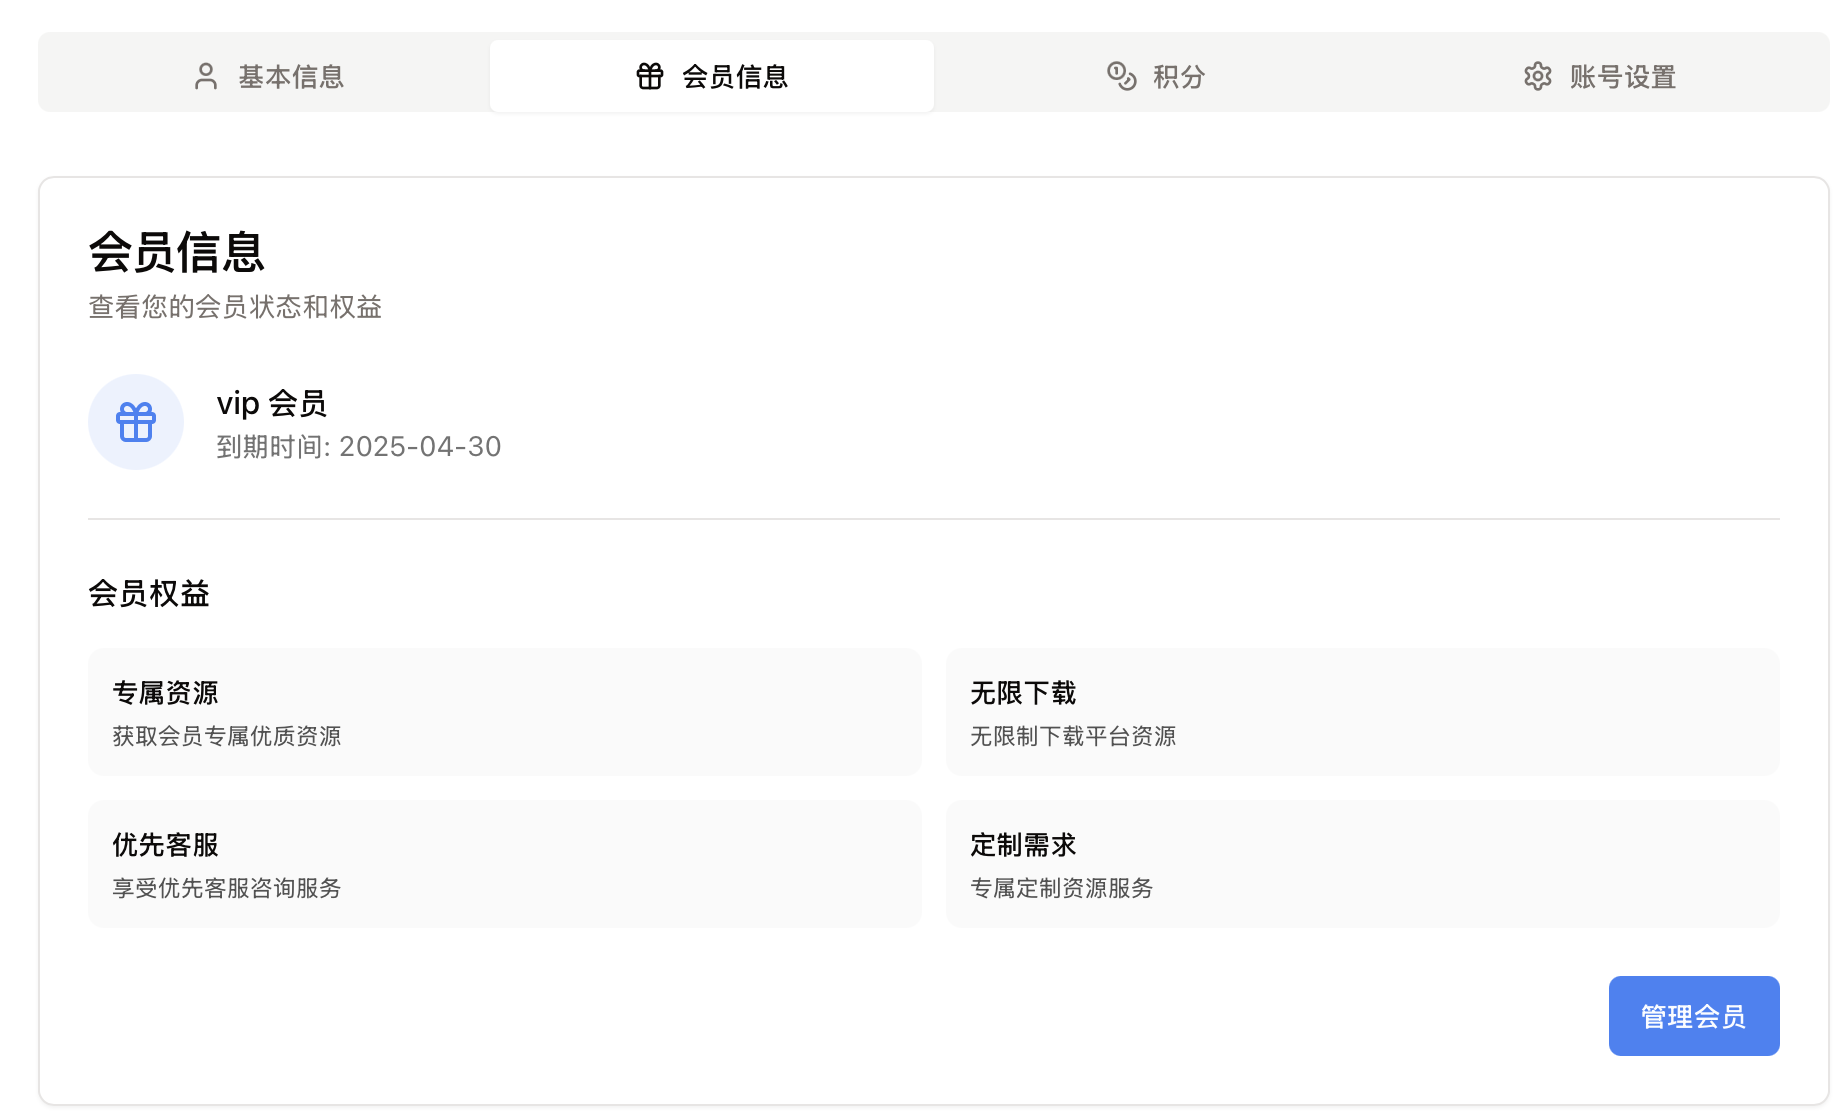 基本信息
会员信息
积分
账号设置
会员信息
查看您的会员状态和权益
vip 会员
到期时间: 2025-04-30
会员权益
专属资源
获取会员专属优质资源
无限下载
无限制下载平台资源
优先客服
享受优先客服咨询服务
定制需求
专属定制资源服务
管理会员